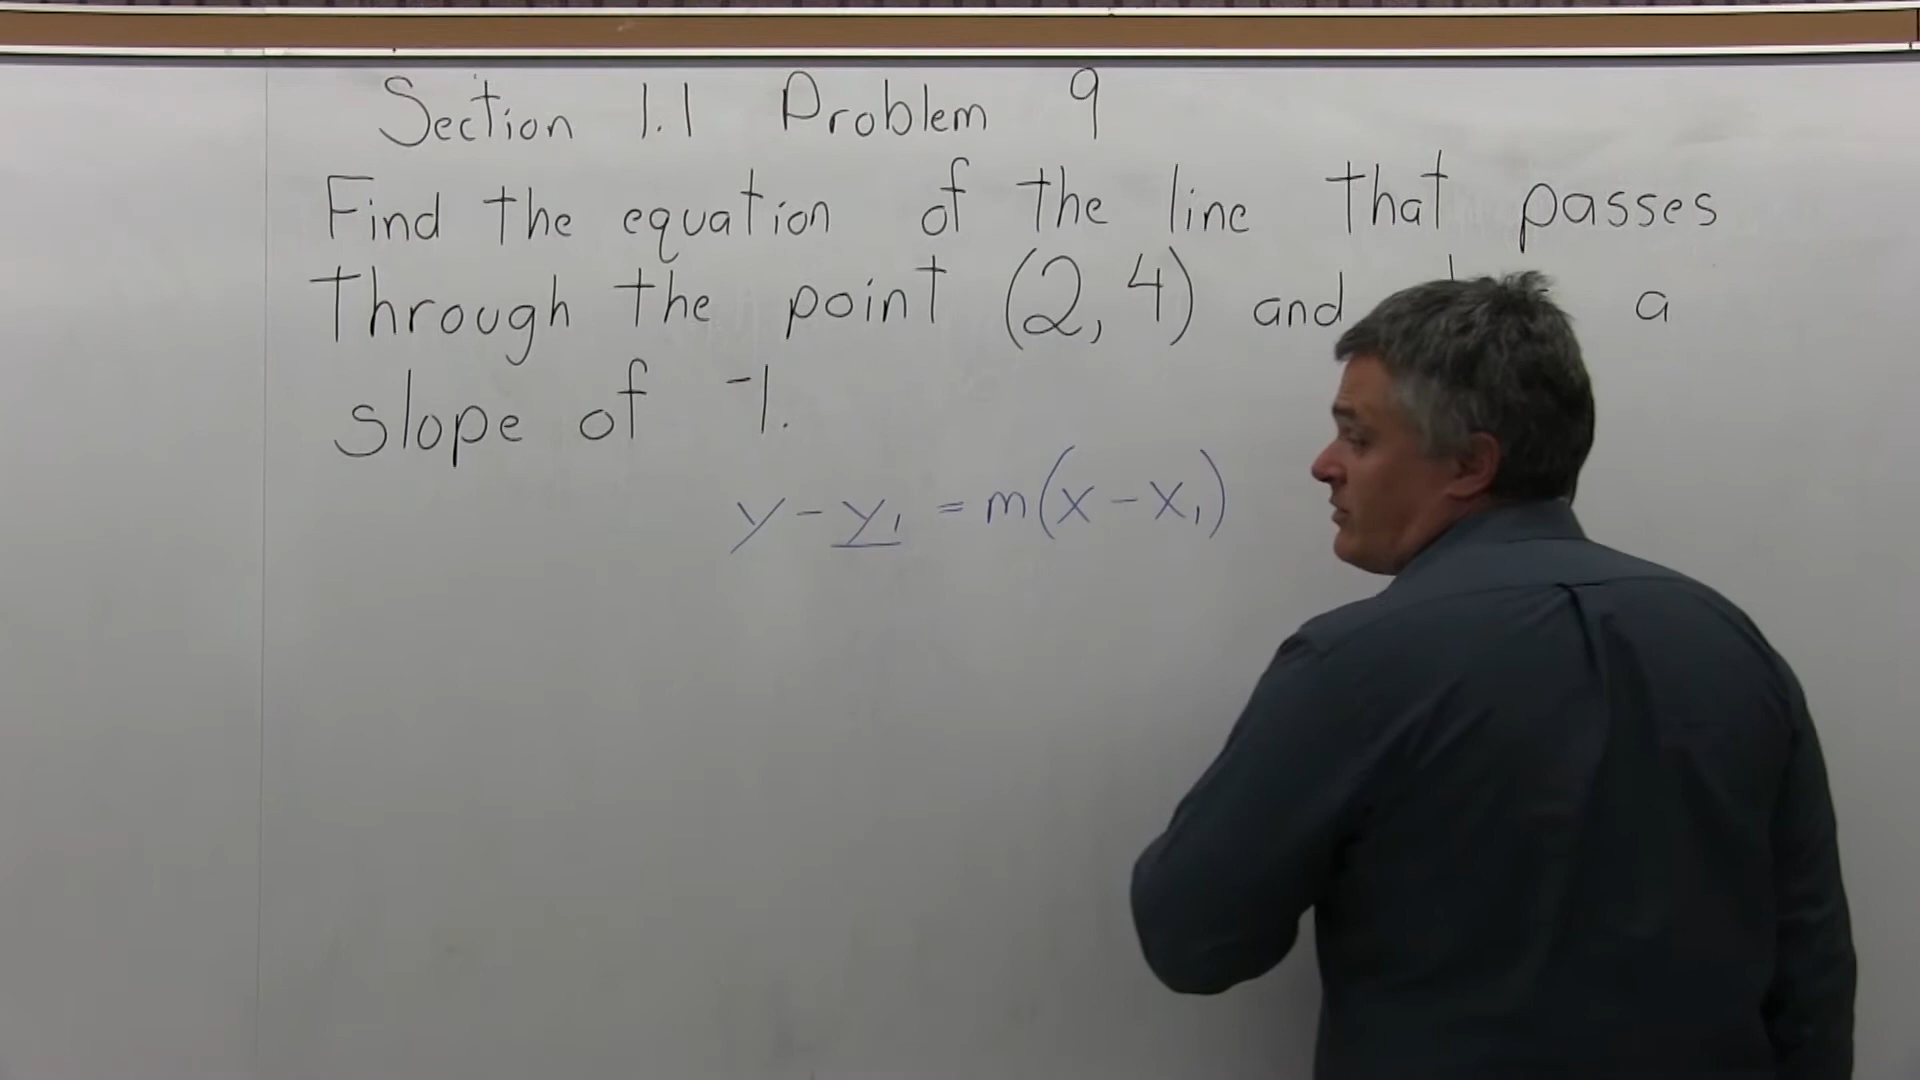 Section 1.1 Problem 9
Find the equation of the line that passes
through the point (2, 4) and a
slope of -1.
y - y₁ = m(x - x₁)